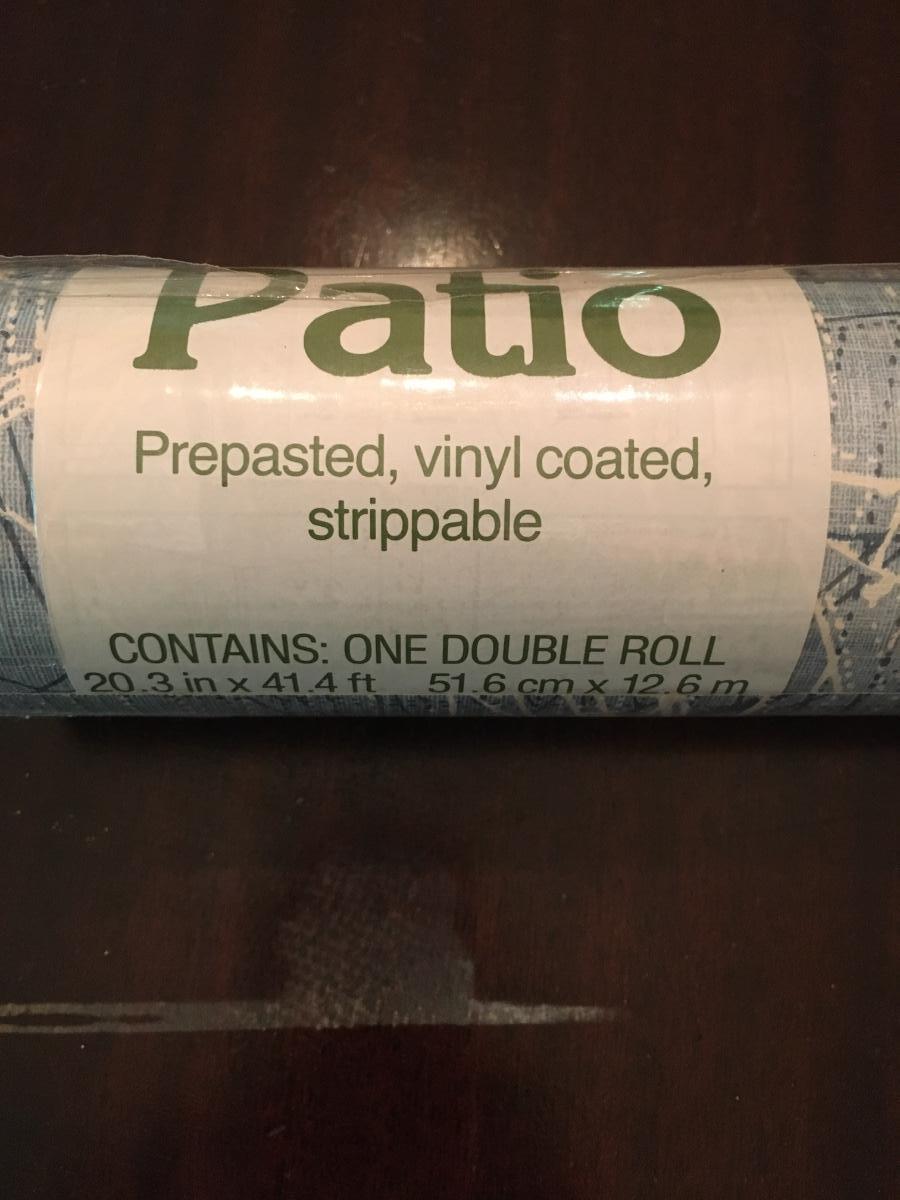 Patio
Prepasted, vinyl coated,
strippable
CONTAINS: ONE DOUBLE ROLL
20.3 in x 41.4 ft 51.6 cm x 12.6 m